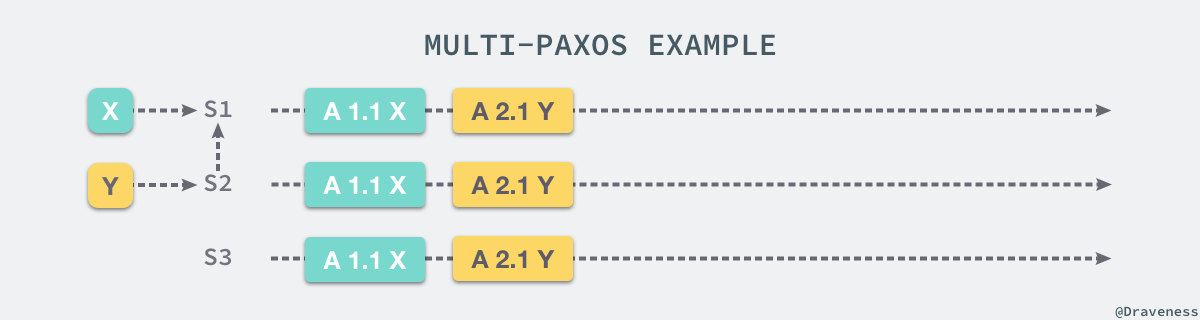 MULTI-PAXOS EXAMPLE
X S1 A 1.1 X A 2.1 Y
Y S2 A 1.1 X A 2.1 Y
S3 A 1.1 X A 2.1 Y
@Draveness